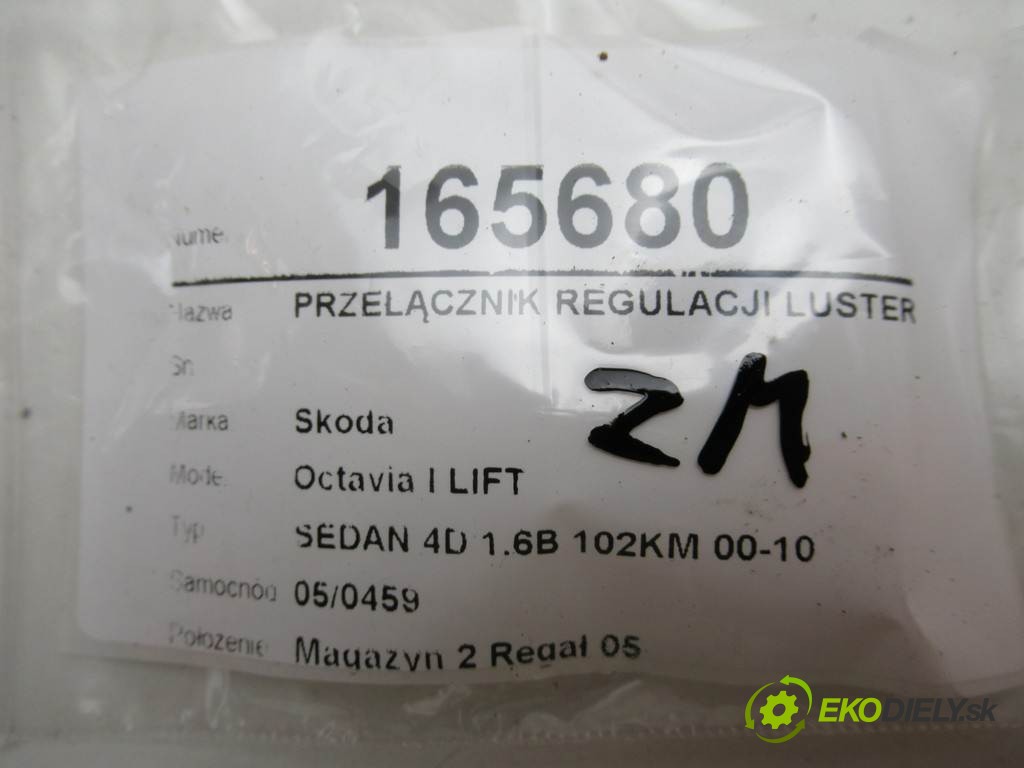 Numer 165680
Nazwa PRZEŁĄCZNIK REGULACJI LUSTER
Sn
Marka Skoda
ZM
Model Octavia I LIFT
Typ SEDAN 4D 1.6B 102KM 00-10
Samochód 05/0459
Położenie Magazyn 2 Regał 05
EKODIELY.sk